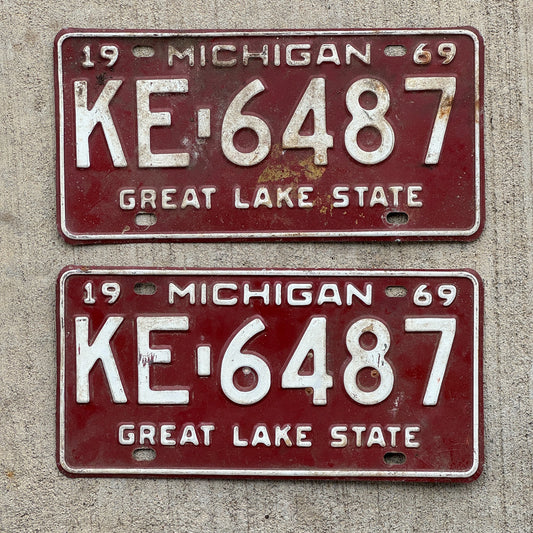 19 MICHIGAN 69
KE-6487
GREAT LAKE STATE
19 MICHIGAN 69
KE-6487
GREAT LAKE STATE